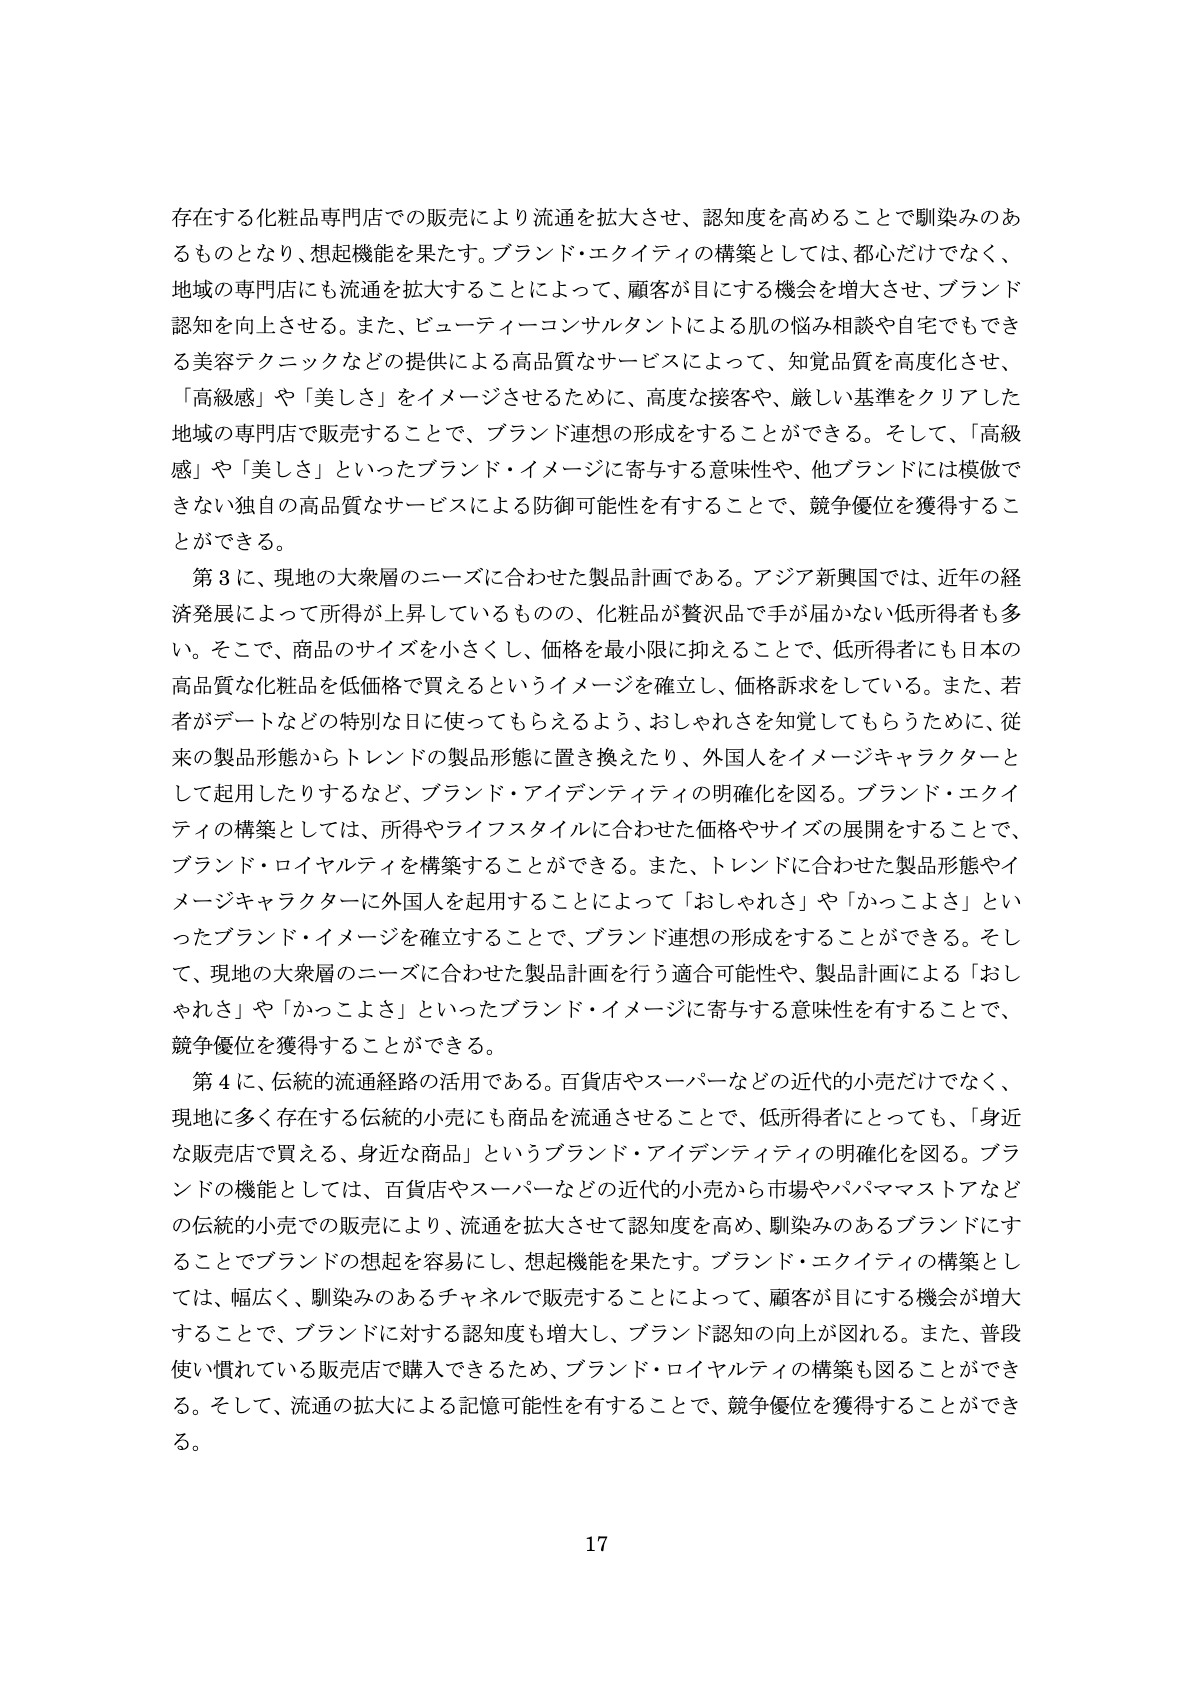 存在する化粧品専門店での販売により流通を拡大させ、認知度を高めることで馴染みのあ
るものとなり、想起機能を果たす。ブランド・エクイティの構築としては、都心だけでなく、
地域の専門店にも流通を拡大することによって、顧客が目にする機会を増大させ、ブランド
認知を向上させる。また、ビューティーコンサルタントによる肌の悩み相談や自宅でもでき
る美容テクニックなどの提供による高品質なサービスによって、知覚品質を高度化させ、
「高級感」や「美しさ」をイメージさせるために、高度な接客や、厳しい基準をクリアした
地域の専門店で販売することで、ブランド連想の形成をすることができる。そして、「高級
感」や「美しさ」といったブランド・イメージに寄与する意味性や、他ブランドには模倣で
きない独自の高品質なサービスによる防御可能性を有することで、競争優位を獲得するこ
とができる。
第 3 に、現地の大衆層のニーズに合わせた製品計画である。アジア新興国では、近年の経
済発展によって所得が上昇しているものの、化粧品が贅沢品で手が届かない低所得者も多
い。そこで、商品のサイズを小さくし、価格を最小限に抑えることで、低所得者にも日本の
高品質な化粧品を低価格で買えるというイメージを確立し、価格訴求をしている。また、若
者がデートなどの特別な日に使ってもらえるよう、おしゃれさを知覚してもらうために、従
来の製品形態からトレンドの製品形態に置き換えたり、外国人をイメージキャラクターと
して起用したりするなど、ブランド・アイデンティティの明確化を図る。ブランド・エクイ
ティの構築としては、所得やライフスタイルに合わせた価格やサイズの展開をすることで、
ブランド・ロイヤルティを構築することができる。また、トレンドに合わせた製品形態やイ
メージキャラクターに外国人を起用することによって「おしゃれさ」や「かっこよさ」とい
ったブランド・イメージを確立することで、ブランド連想の形成をすることができる。そし
て、現地の大衆層のニーズに合わせた製品計画を行う適合可能性や、製品計画による「おし
ゃれさ」や「かっこよさ」といったブランド・イメージに寄与する意味性を有することで、
競争優位を獲得することができる。
第 4 に、伝統的流通経路の活用である。百貨店やスーパーなどの近代的小売だけでなく、
現地に多く存在する伝統的小売にも商品を流通させることで、低所得者にとっても、「身近
な販売店で買える、身近な商品」というブランド・アイデンティティの明確化を図る。ブラ
ンドの機能としては、百貨店やスーパーなどの近代的小売から市場やパパママストアなど
の伝統的小売での販売により、流通を拡大させて認知度を高め、馴染みのあるブランドにす
ることでブランドの想起を容易にし、想起機能を果たす。ブランド・エクイティの構築とし
ては、幅広く、馴染みのあるチャネルで販売することによって、顧客が目にする機会が増大
することで、ブランドに対する認知度も増大し、ブランド認知の向上が図れる。また、普段
使い慣れている販売店で購入できるため、ブランド・ロイヤルティの構築も図ることができ
る。そして、流通の拡大による記憶可能性を有することで、競争優位を獲得することができ
る。
17